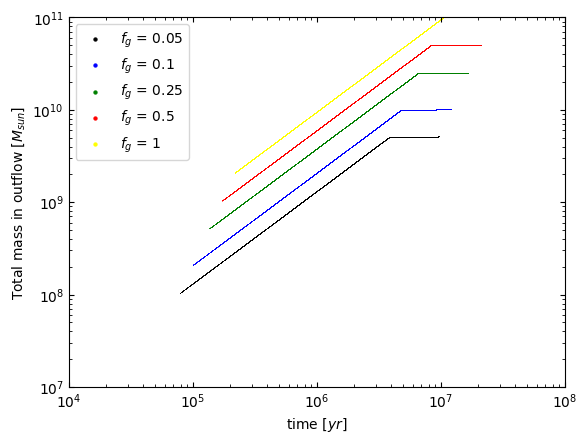 10^11
10^10
10^9
10^8
10^7
Total mass in outflow [M_sun]
f_g = 0.05
f_g = 0.1
f_g = 0.25
f_g = 0.5
f_g = 1
10^4 10^5 10^6 10^7 10^8
time [yr]